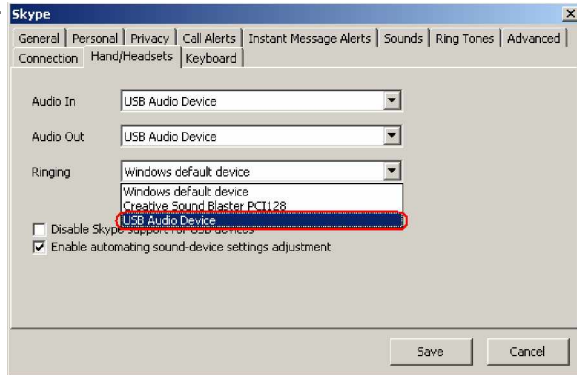 Skype
General Personal Privacy Call Alerts Instant Message Alerts Sounds Ring Tones Advanced
Connection Hand/Headsets Keyboard
Audio In USB Audio Device
Audio Out USB Audio Device
Ringing Windows default device
Windows default device
Creative Sound Blaster PCI128
USB Audio Device
Disable Skype support for USB devices
Enable automating sound-device settings adjustment
Save Cancel